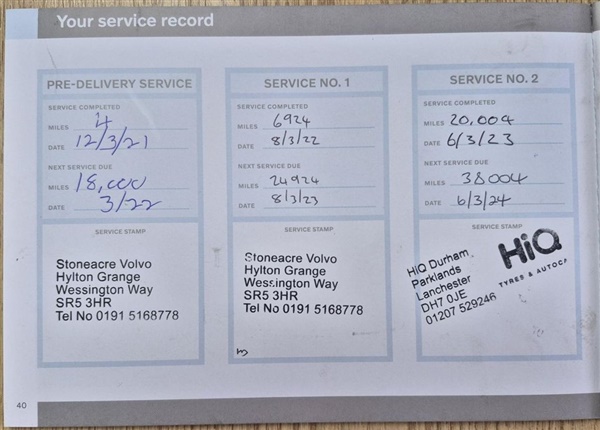 Your service record
PRE-DELIVERY SERVICE
SERVICE COMPLETED
MILES 4
DATE 12/3/21
NEXT SERVICE DUE
MILES 18,000
DATE 3/22
SERVICE STAMP
Stoneacre Volvo
Hylton Grange
Wessington Way
SR5 3HR
Tel No 0191 5168778
SERVICE NO. 1
SERVICE COMPLETED
MILES 6924
DATE 8/3/22
NEXT SERVICE DUE
MILES 24924
DATE 8/3/23
SERVICE STAMP
Stoneacre Volvo
Hylton Grange
Wessington Way
SR5 3HR
Tel No 0191 5168778
SERVICE NO. 2
SERVICE COMPLETED
MILES 20,004
DATE 6/3/23
NEXT SERVICE DUE
MILES 38004
DATE 6/3/24
SERVICE STAMP
HiQ Durham
Parklands
Lanchester
DH7 0JE
01207 529246
HiQ
TYRES & AUTOCA
40